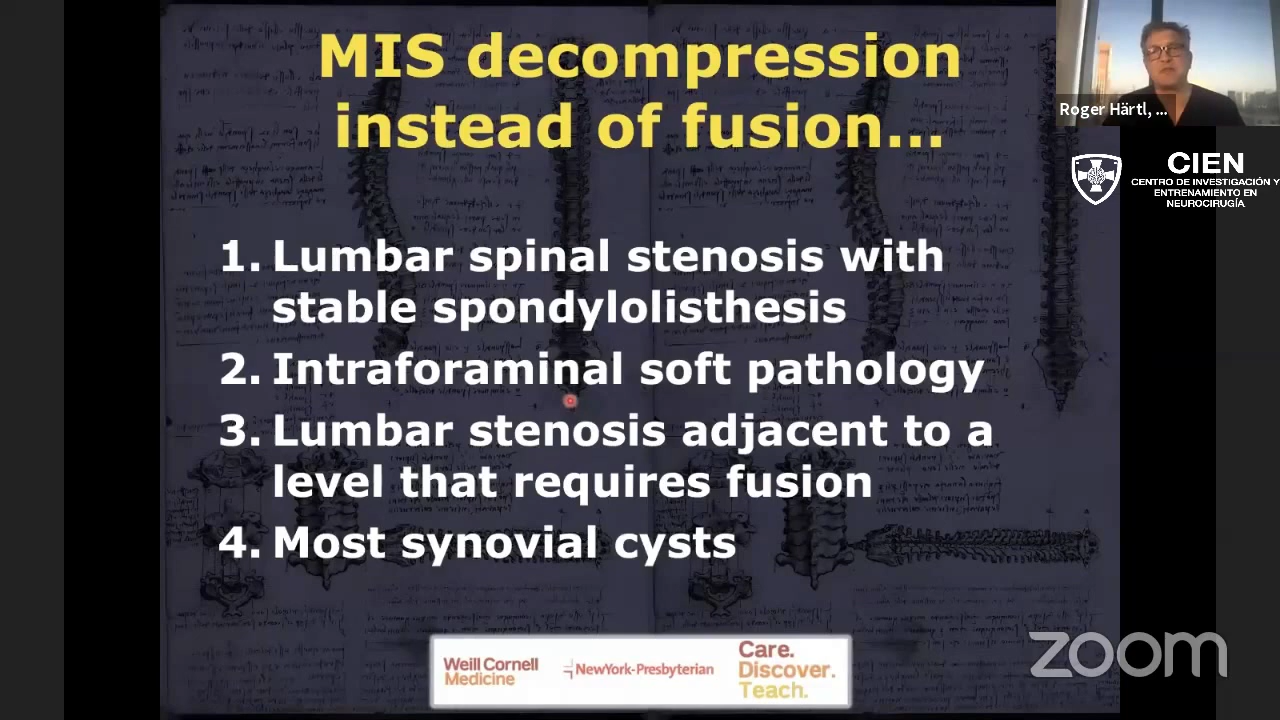 MIS decompression
instead of fusion...
1. Lumbar spinal stenosis with
stable spondylolisthesis
2. Intraforaminal soft pathology
3. Lumbar stenosis adjacent to a
level that requires fusion
4. Most synovial cysts
Weill Cornell
Medicine
NewYork-Presbyterian
Care.
Discover.
Teach.
Roger Härtl, ...
CIEN
CENTRO DE INVESTIGACIÓN Y
ENTRENAMIENTO EN
NEUROCIRUGÍA
zoom